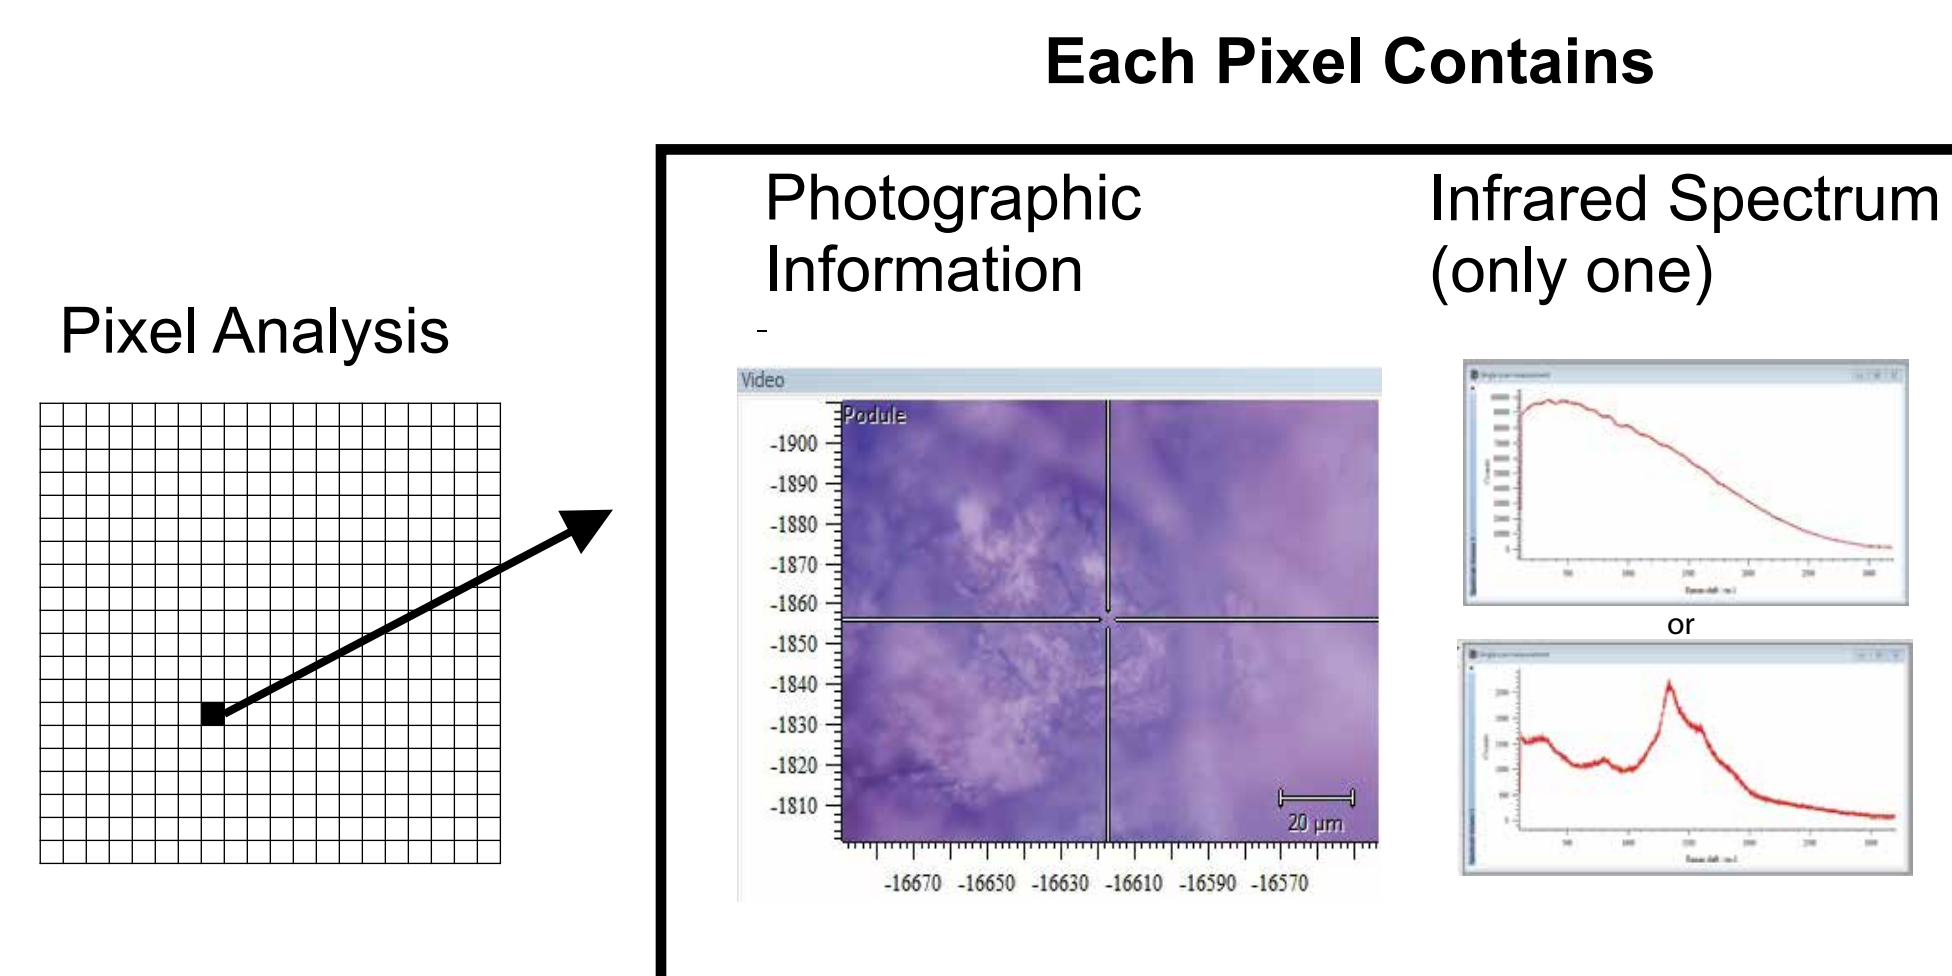 Each Pixel Contains
Photographic
Information
Infrared Spectrum
(only one)
Pixel Analysis
Video
Podule
-1900
-1890
-1880
-1870
-1860
-1850
-1840
-1830
-1820
-1810
20 µm
-16670 -16650 -16630 -16610 -16590 -16570
or